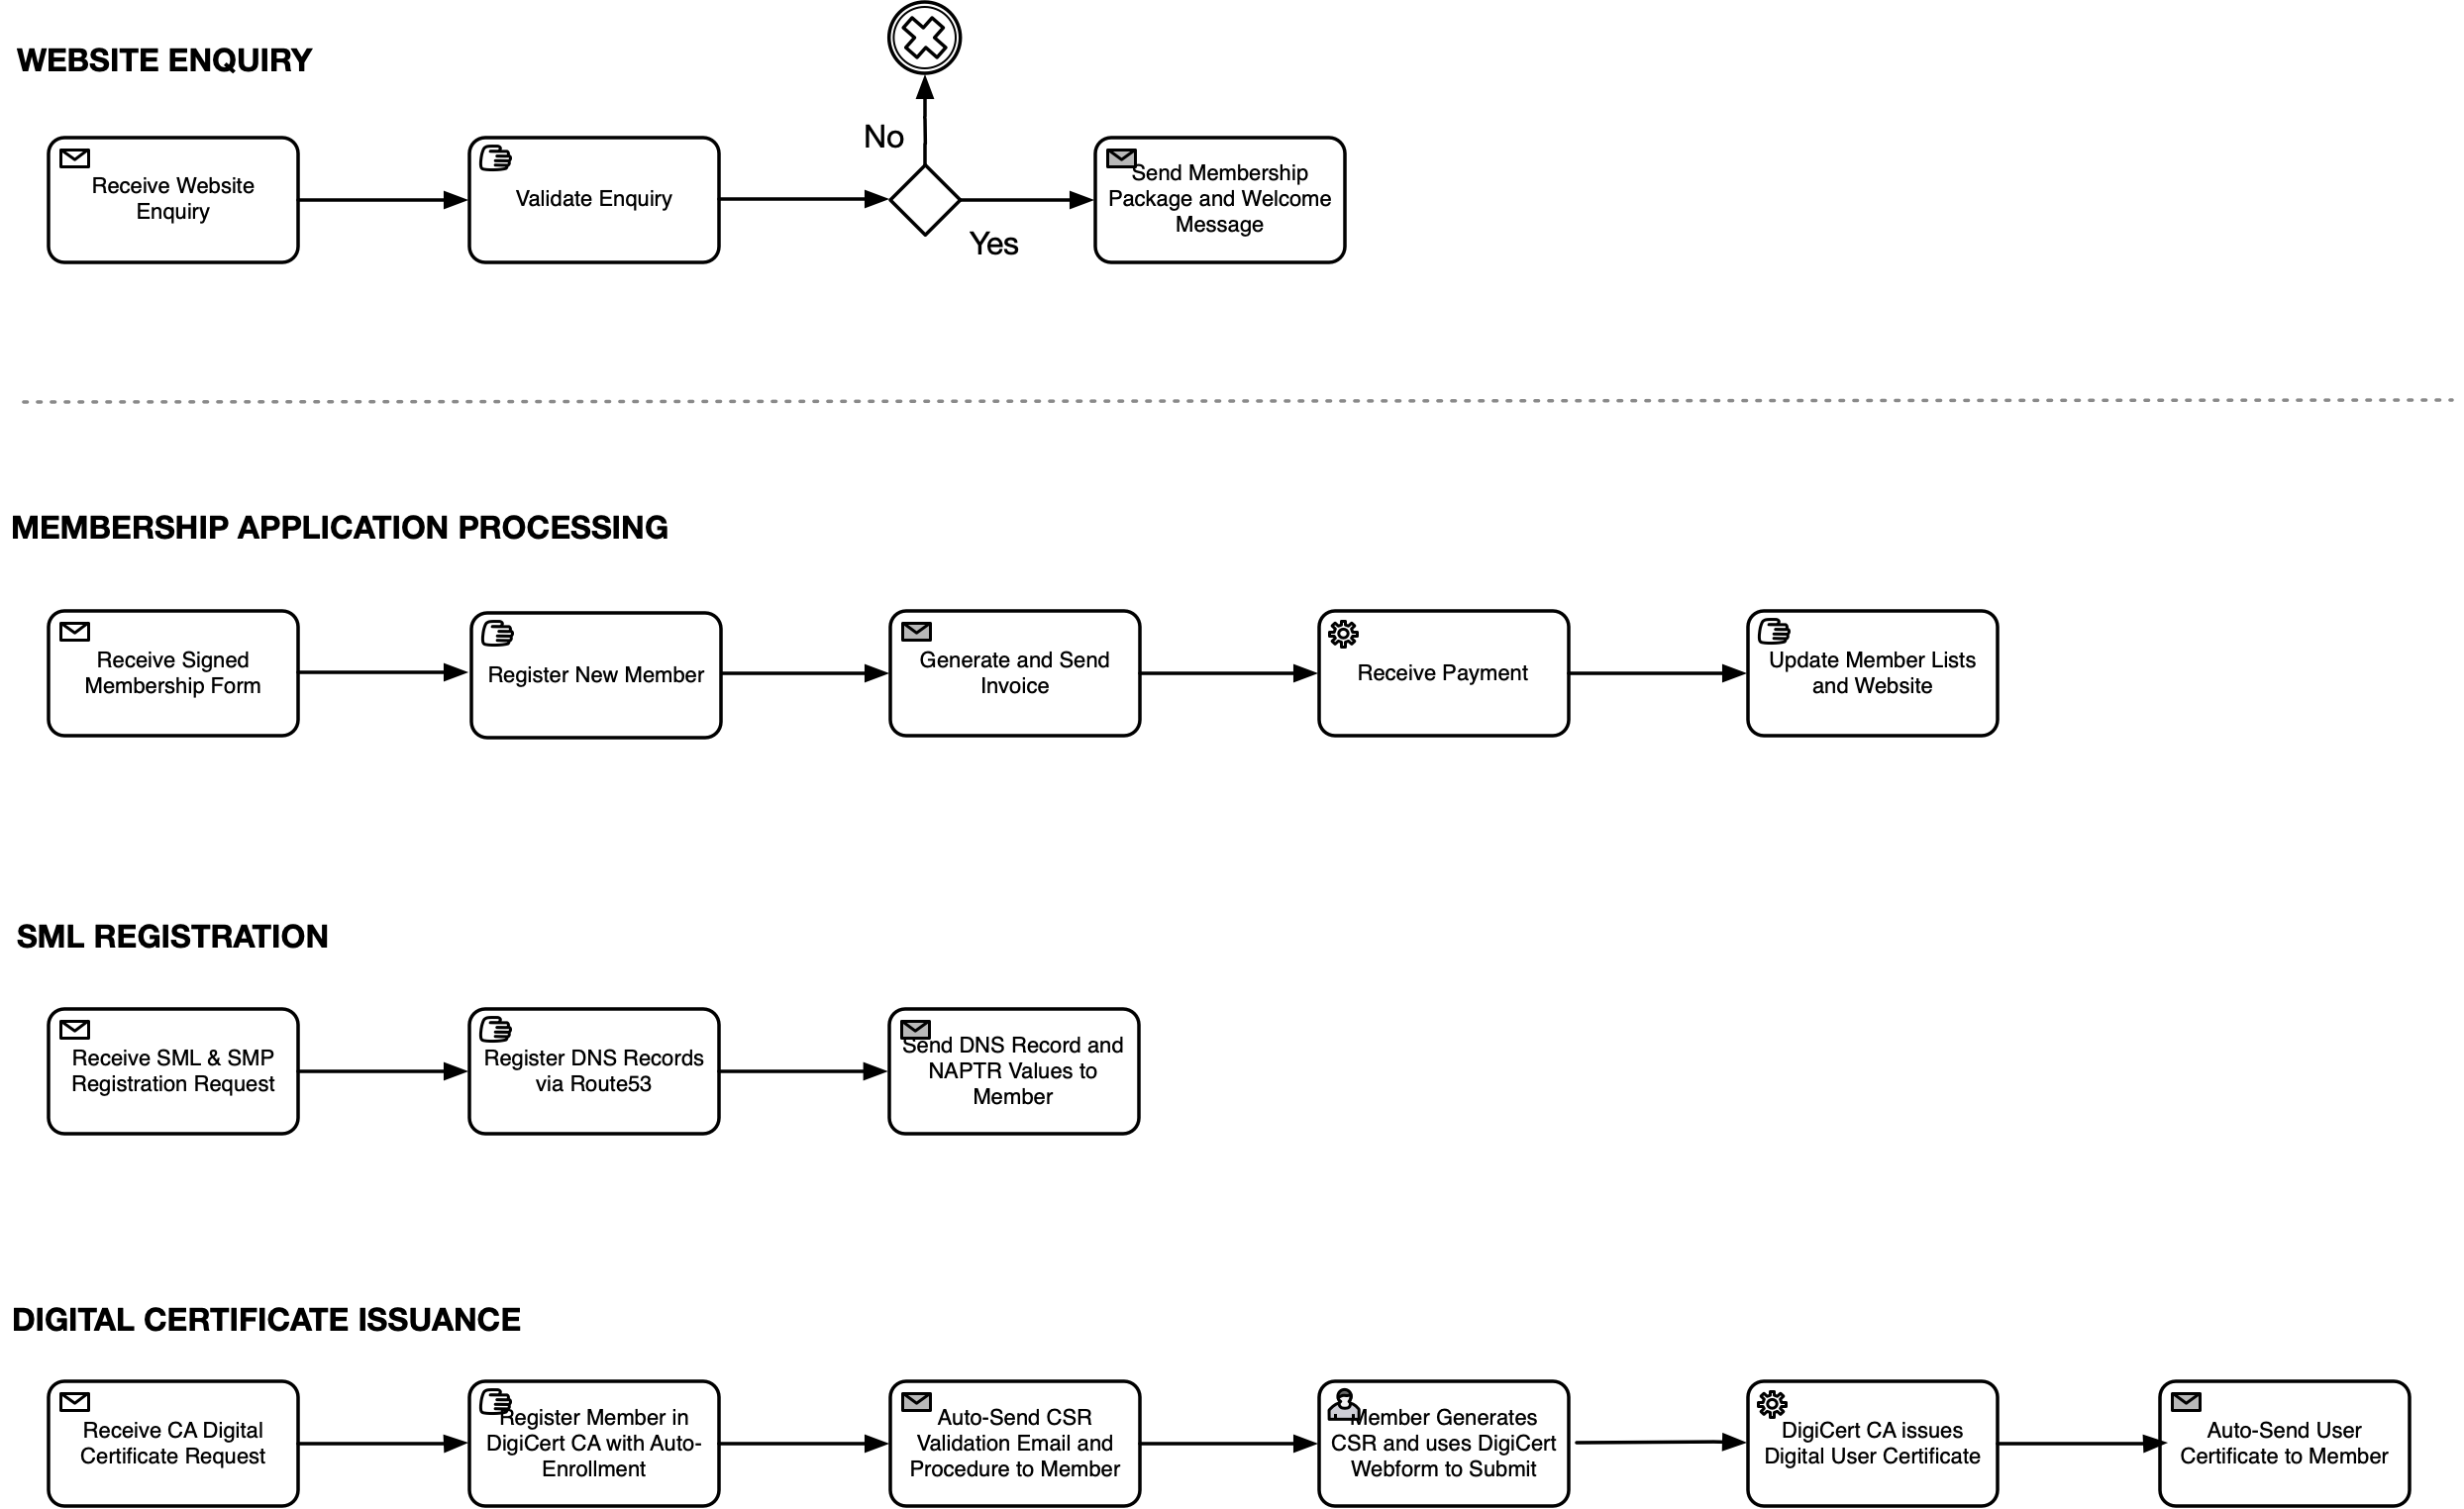 WEBSITE ENQUIRY
No
Receive Website
Enquiry
Validate Enquiry
Yes
Send Membership
Package and Welcome
Message
MEMBERSHIP APPLICATION PROCESSING
Receive Signed
Membership Form
Register New Member
Generate and Send
Invoice
Receive Payment
Update Member Lists
and Website
SML REGISTRATION
Receive SML & SMP
Registration Request
Register DNS Records
via Route53
Send DNS Record and
NAPTR Values to
Member
DIGITAL CERTIFICATE ISSUANCE
Receive CA Digital
Certificate Request
Register Member in
DigiCert CA with Auto-
Enrollment
Auto-Send CSR
Validation Email and
Procedure to Member
Member Generates
CSR and uses DigiCert
Webform to Submit
DigiCert CA issues
Digital User Certificate
Auto-Send User
Certificate to Member